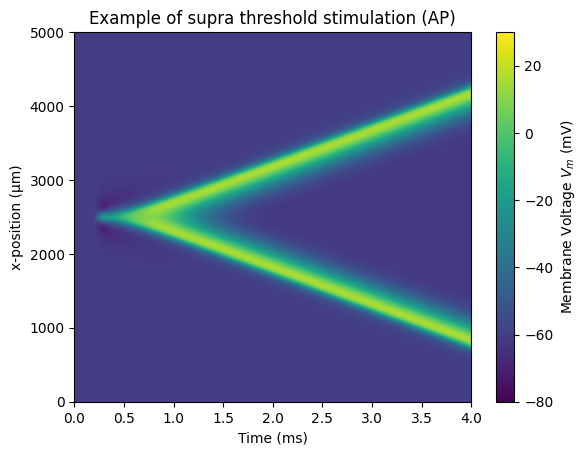 Example of supra threshold stimulation (AP)
5000
4000
3000
2000
1000
0
x-position (µm)
0.0 0.5 1.0 1.5 2.0 2.5 3.0 3.5 4.0
Time (ms)
20
0
−20
−40
−60
−80
Membrane Voltage Vm (mV)